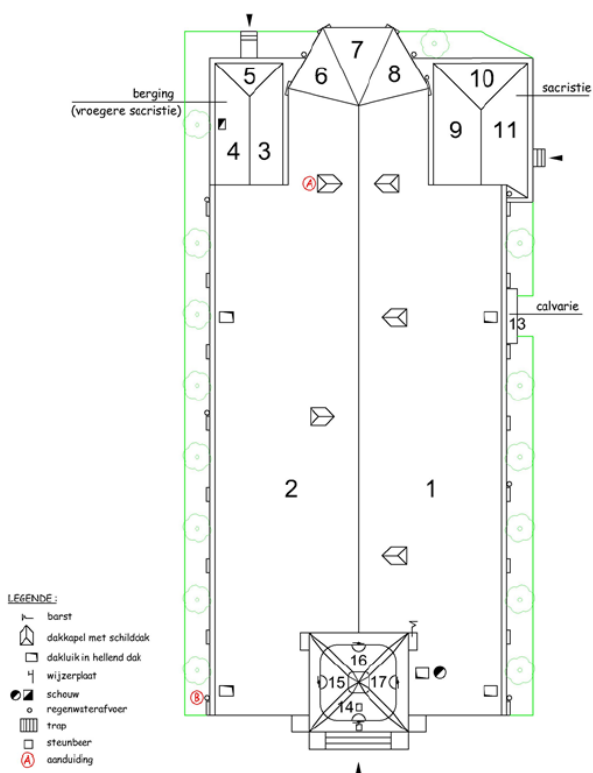 7
5
6
8
10
berging
(vroegere sacristie)
sacristie
4
3
9
11
A
calvarie
13
2
1
16
15
17
14
B
LEGENDE :
barst
dakkapel met schilddak
dakluik in hellend dak
wijzerplaat
schouw
regenwaterafvoer
trap
steunbeer
A aanduiding